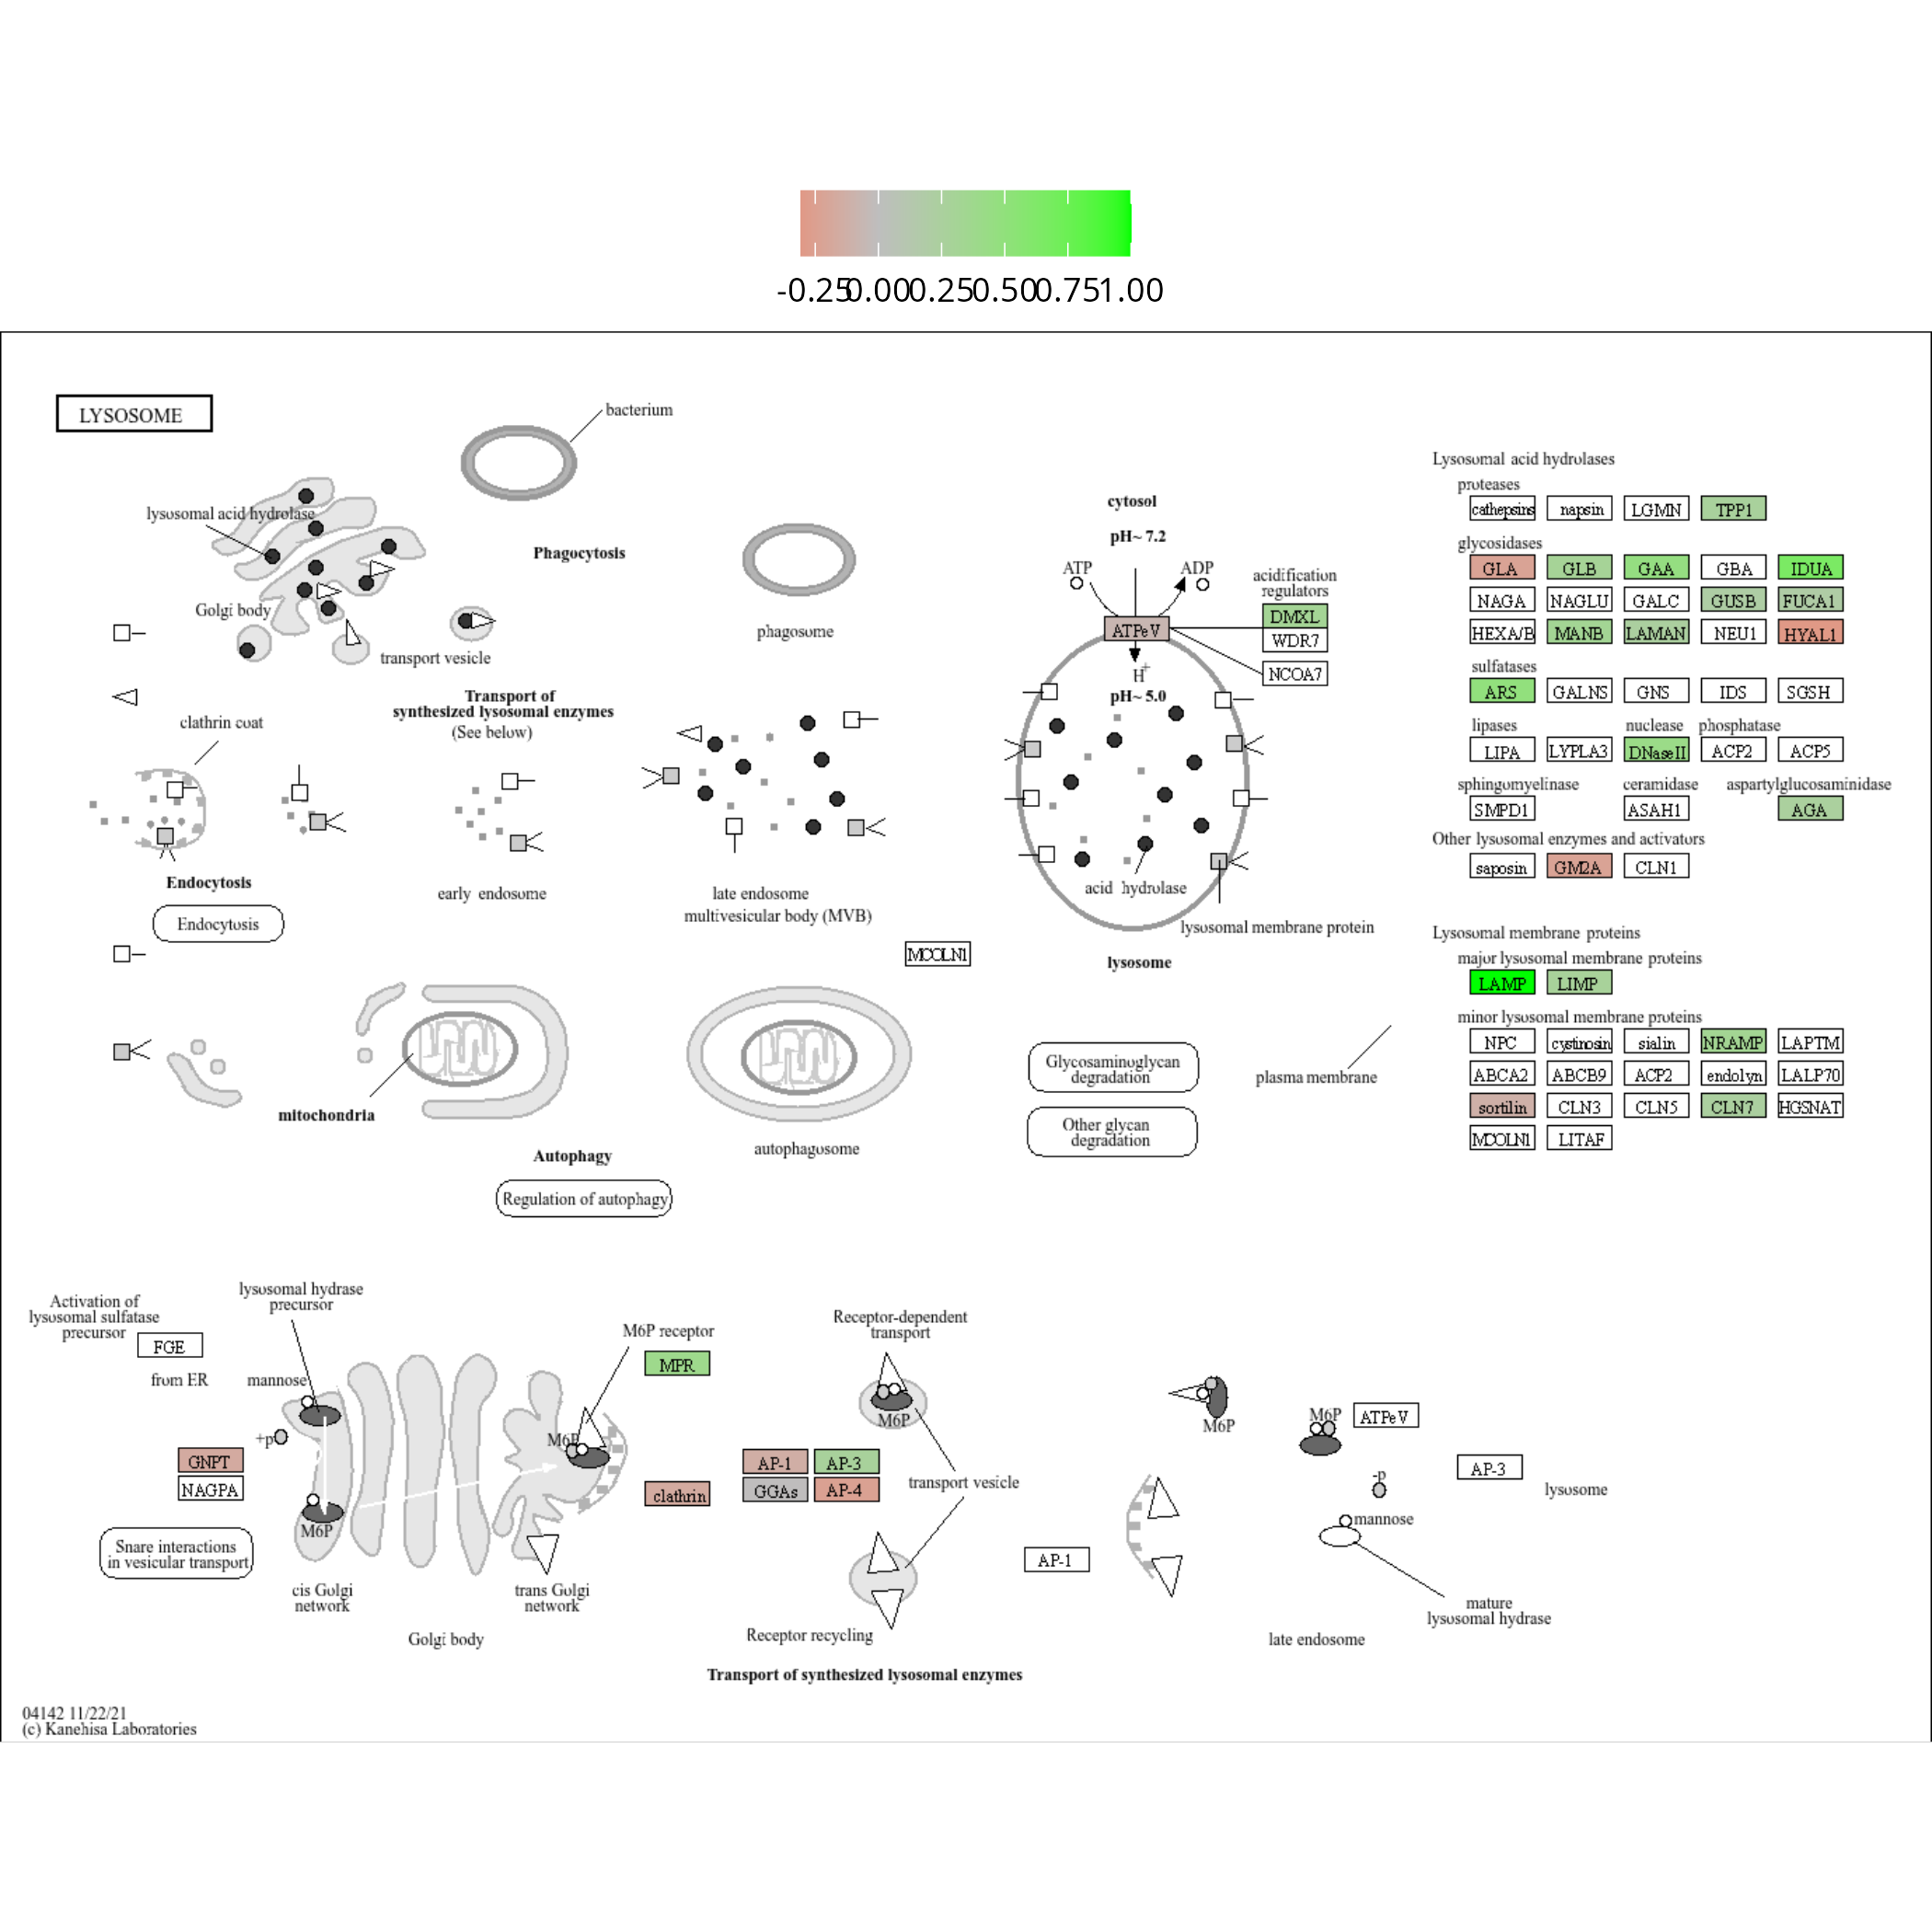 -0.25 0.00 0.25 0.50 0.75 1.00
LYSOSOME
bacterium
lysosomal acid hydrolase
Phagocytosis
Golgi body
phagosome
transport vesicle
Transport of
synthesized lysosomal enzymes
(See below)
clathrin coat
Endocytosis
Endocytosis
early endosome
late endosome
multivesicular body (MVB)
MCOLN1
cytosol
pH~ 7.2
ATP
ADP
acidification
regulators
DMXL
ATPeV
WDR7
NCOA7
H+
pH~ 5.0
acid hydrolase
lysosomal membrane protein
lysosome
mitochondria
Autophagy
Regulation of autophagy
autophagosome
Glycosaminoglycan
degradation
Other glycan
degradation
plasma membrane
Lysosomal acid hydrolases
proteases
cathepsins napsin LGMN TPP1
glycosidases
GLA GLB GAA GBA IDUA
NAGA NAGLU GALC GUSB FUCA1
HEXA/B MANB LAMAN NEU1 HYAL1
sulfatases
ARS GALNS GNS IDS SGSH
lipases nuclease phosphatase
LIPA LYPLA3 DNaseII ACP2 ACP5
sphingomyelinase ceramidase aspartylglucosaminidase
SMPD1 ASAH1 AGA
Other lysosomal enzymes and activators
saposin GM2A CLN1
Lysosomal membrane proteins
major lysosomal membrane proteins
LAMP LIMP
minor lysosomal membrane proteins
NPC cystinosin sialin NRAMP LAPTM
ABCA2 ABCB9 ACP2 endolyn LALP70
sortilin CLN3 CLN5 CLN7 HGSNAT
MCOLN1 LITAF
Activation of
lysosomal sulfatase
precursor
FGE
from ER
lysosomal hydrase
precursor
mannose
+p
GNPT
NAGPA
M6P
Snare interactions
in vesicular transport
cis Golgi
network
trans Golgi
network
Golgi body
M6P receptor
MPR
M6P
clathrin
Receptor-dependent
transport
M6P
AP-1 AP-3
GGAs AP-4
transport vesicle
Receptor recycling
Transport of synthesized lysosomal enzymes
AP-1
M6P
M6P
ATPeV
-p
AP-3
lysosome
mannose
mature
lysosomal hydrase
late endosome
04142 11/22/21
(c) Kanehisa Laboratories